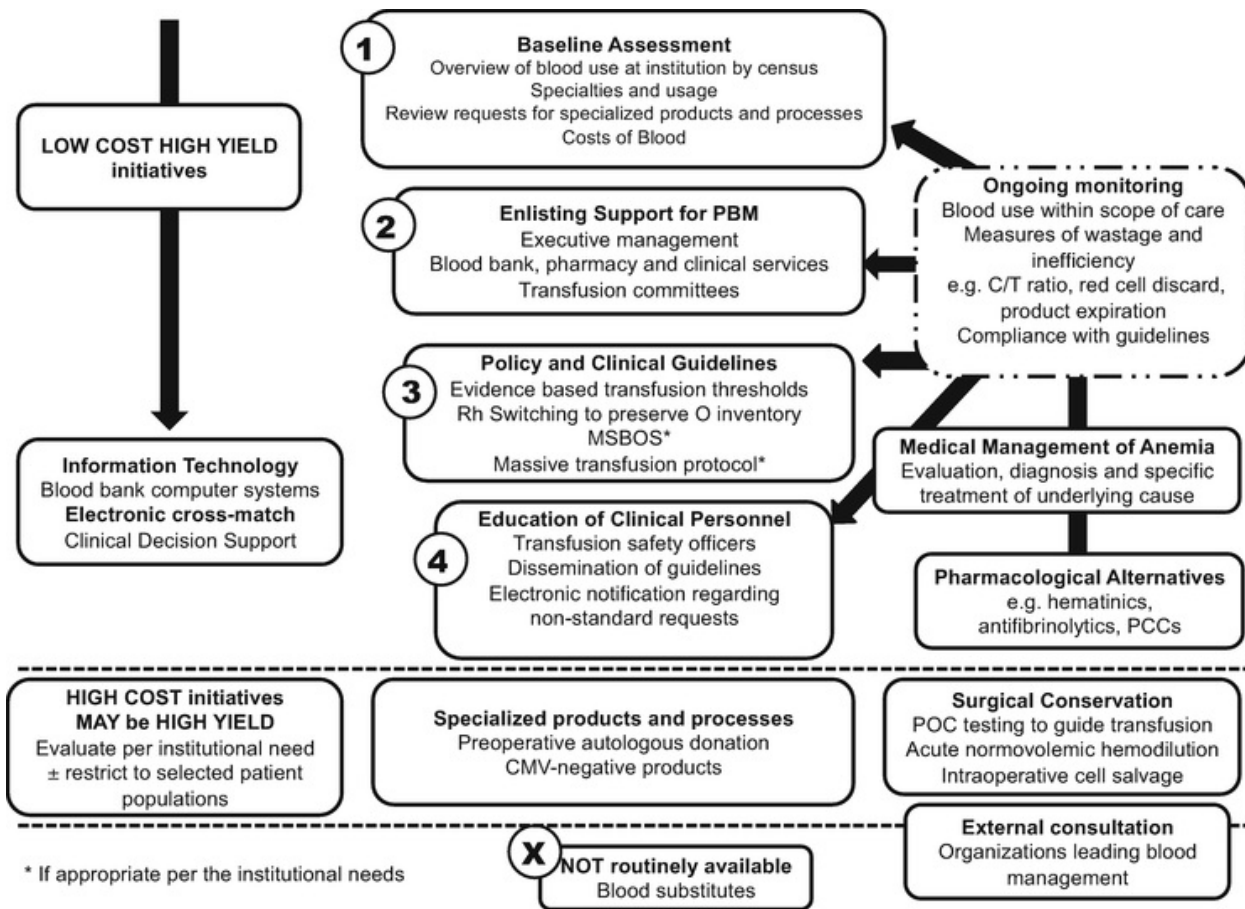 LOW COST HIGH YIELD
initiatives
Information Technology
Blood bank computer systems
Electronic cross-match
Clinical Decision Support
1
Baseline Assessment
Overview of blood use at institution by census
Specialties and usage
Review requests for specialized products and processes
Costs of Blood
2
Enlisting Support for PBM
Executive management
Blood bank, pharmacy and clinical services
Transfusion committees
3
Policy and Clinical Guidelines
Evidence based transfusion thresholds
Rh Switching to preserve O inventory
MSBOS*
Massive transfusion protocol*
4
Education of Clinical Personnel
Transfusion safety officers
Dissemination of guidelines
Electronic notification regarding
non-standard requests
Ongoing monitoring
Blood use within scope of care
Measures of wastage and
inefficiency
e.g. C/T ratio, red cell discard,
product expiration
Compliance with guidelines
Medical Management of Anemia
Evaluation, diagnosis and specific
treatment of underlying cause
Pharmacological Alternatives
e.g. hematinics,
antifibrinolytics, PCCs
HIGH COST initiatives
MAY be HIGH YIELD
Evaluate per institutional need
± restrict to selected patient
populations
Specialized products and processes
Preoperative autologous donation
CMV-negative products
Surgical Conservation
POC testing to guide transfusion
Acute normovolemic hemodilution
Intraoperative cell salvage
External consultation
Organizations leading blood
management
X
NOT routinely available
Blood substitutes
* If appropriate per the institutional needs